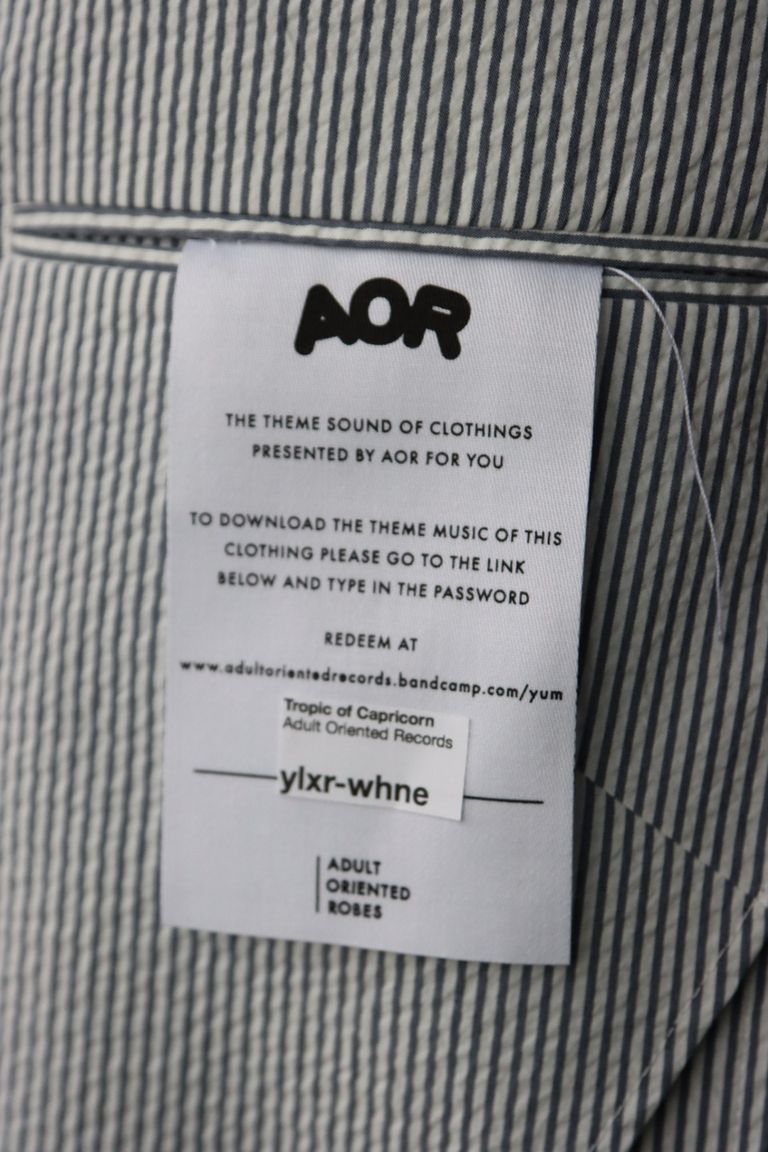 AOR
THE THEME SOUND OF CLOTHINGS
PRESENTED BY AOR FOR YOU
TO DOWNLOAD THE THEME MUSIC OF THIS
CLOTHING PLEASE GO TO THE LINK
BELOW AND TYPE IN THE PASSWORD
REDEEM AT
www.adultorientedrecords.bandcamp.com/yum
Tropic of Capricorn
Adult Oriented Records
ylxr-whne
ADULT
ORIENTED
ROBES